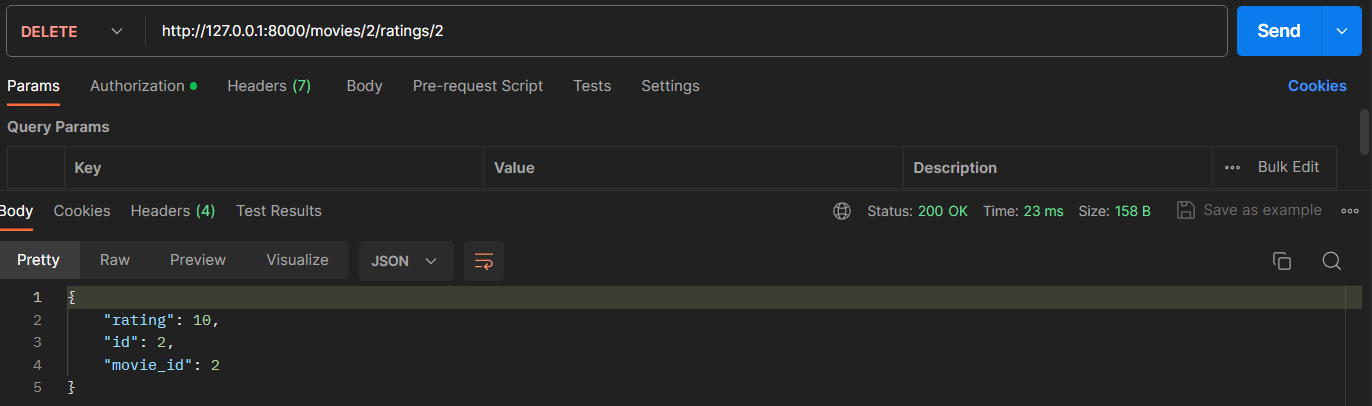 DELETE http://127.0.0.1:8000/movies/2/ratings/2 Send
Params Authorization Headers (7) Body Pre-request Script Tests Settings Cookies
Query Params
Key Value Description Bulk Edit
Body Cookies Headers (4) Test Results Status: 200 OK Time: 23 ms Size: 158 B Save as example
Pretty Raw Preview Visualize JSON
1 {
2 "rating": 10,
3 "id": 2,
4 "movie_id": 2
5 }